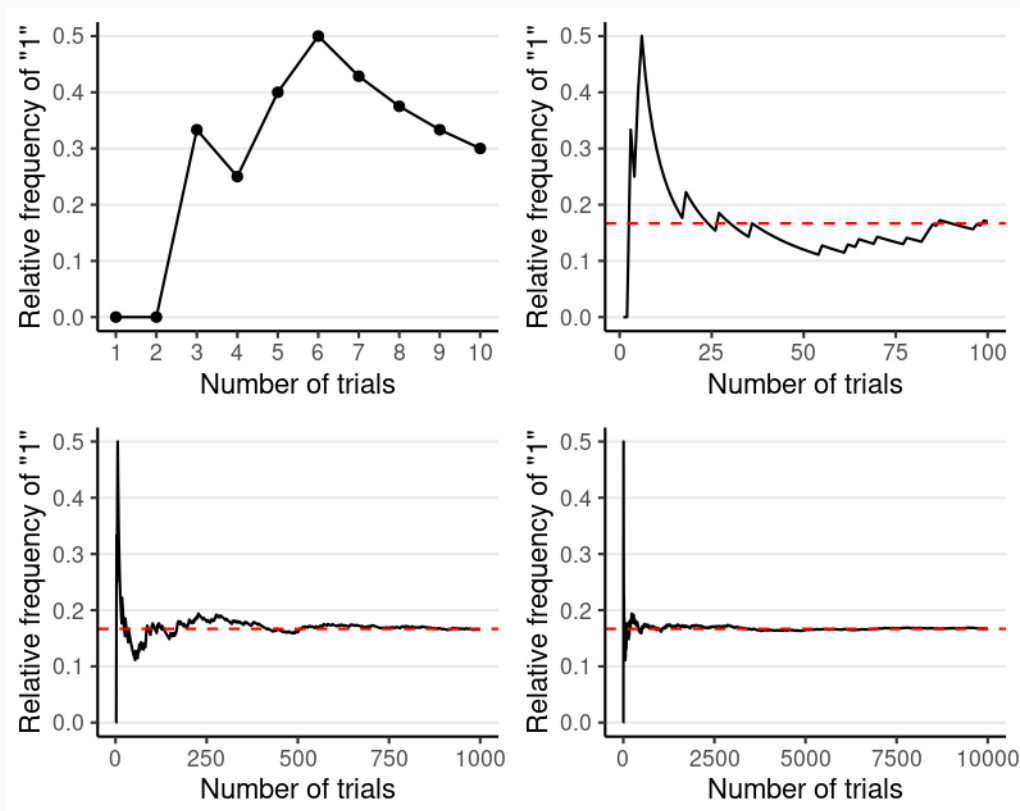 Relative frequency of "1"
0.5
0.4
0.3
0.2
0.1
0.0
1 2 3 4 5 6 7 8 9 10
Number of trials
Relative frequency of "1"
0.5
0.4
0.3
0.2
0.1
0.0
0 25 50 75 100
Number of trials
Relative frequency of "1"
0.5
0.4
0.3
0.2
0.1
0.0
0 250 500 750 1000
Number of trials
Relative frequency of "1"
0.5
0.4
0.3
0.2
0.1
0.0
0 2500 5000 7500 10000
Number of trials